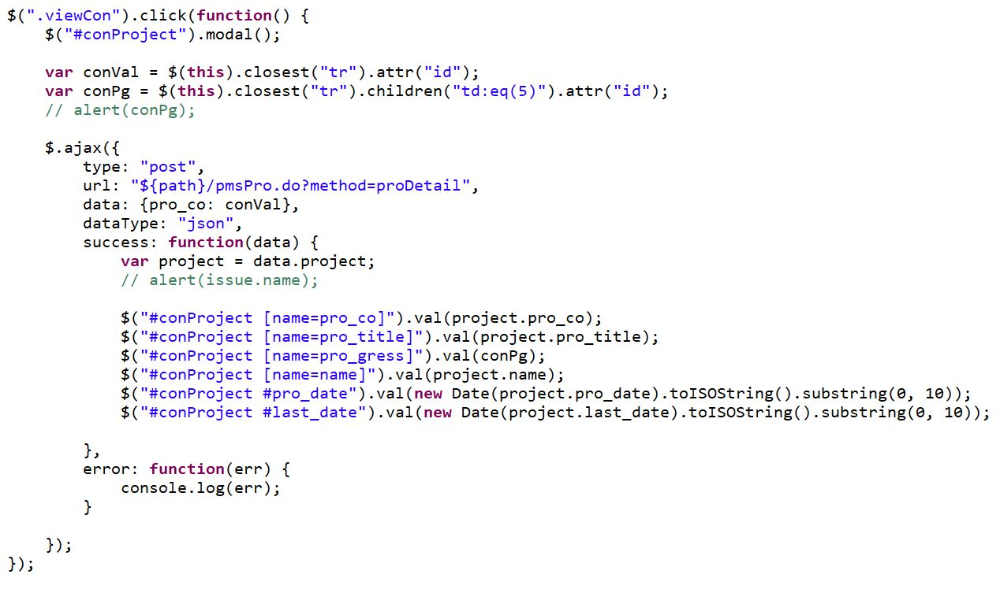 $(".viewCon").click(function() {
    $("#conProject").modal();

    var conVal = $(this).closest("tr").attr("id");
    var conPg = $(this).closest("tr").children("td:eq(5)").attr("id");
    // alert(conPg);

    $.ajax({
        type: "post",
        url: "${path}/pmsPro.do?method=proDetail",
        data: {pro_co: conVal},
        dataType: "json",
        success: function(data) {
            var project = data.project;
            // alert(issue.name);

            $("#conProject [name=pro_co]").val(project.pro_co);
            $("#conProject [name=pro_title]").val(project.pro_title);
            $("#conProject [name=pro_gress]").val(conPg);
            $("#conProject [name=name]").val(project.name);
            $("#conProject #pro_date").val(new Date(project.pro_date).toISOString().substring(0, 10));
            $("#conProject #last_date").val(new Date(project.last_date).toISOString().substring(0, 10));

        },
        error: function(err) {
            console.log(err);
        }

    });
});